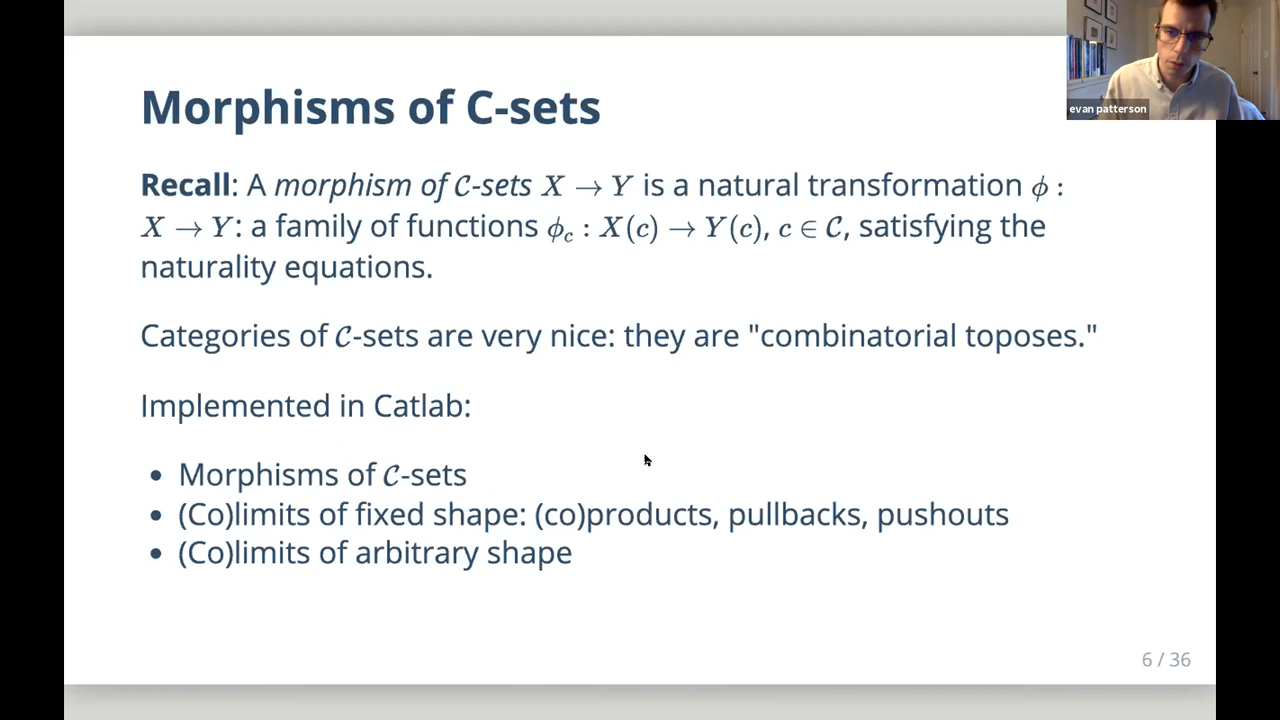 Morphisms of C-sets
evan patterson
Recall: A morphism of 𝒞-sets X → Y is a natural transformation ϕ :
X → Y: a family of functions ϕ_c : X(c) → Y(c), c ∈ 𝒞, satisfying the
naturality equations.
Categories of 𝒞-sets are very nice: they are "combinatorial toposes."
Implemented in Catlab:
• Morphisms of 𝒞-sets
• (Co)limits of fixed shape: (co)products, pullbacks, pushouts
• (Co)limits of arbitrary shape
6 / 36